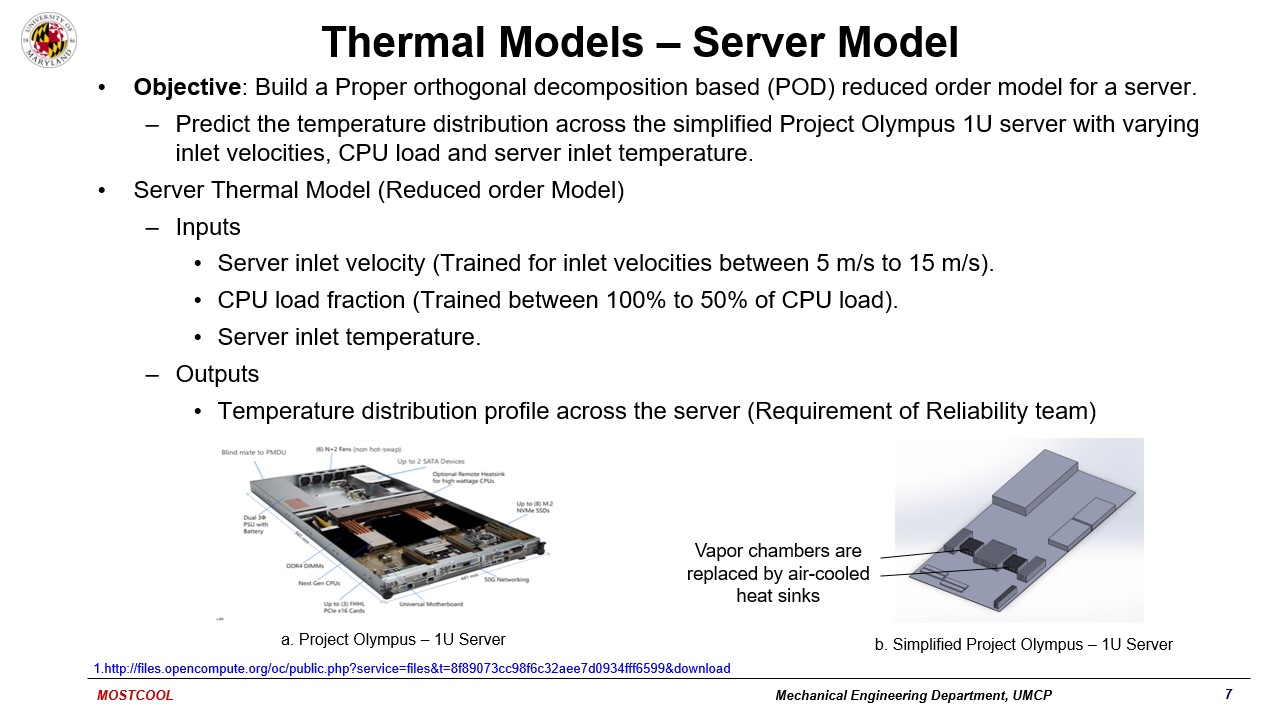 UNIVERSITY OF
18 56
MARYLAND
Thermal Models – Server Model
• Objective: Build a Proper orthogonal decomposition based (POD) reduced order model for a server.
– Predict the temperature distribution across the simplified Project Olympus 1U server with varying
inlet velocities, CPU load and server inlet temperature.
• Server Thermal Model (Reduced order Model)
– Inputs
• Server inlet velocity (Trained for inlet velocities between 5 m/s to 15 m/s).
• CPU load fraction (Trained between 100% to 50% of CPU load).
• Server inlet temperature.
– Outputs
• Temperature distribution profile across the server (Requirement of Reliability team)
Blind mate to PMDU
(6) N+2 Fans (non hot-swap)
Up to 2 SATA Devices
Optional Remote Heatsink
for high wattage CPUs
Up to (8) M.2
NVMe SSDs
Dual 3Φ
PSU with
Battery
DDR4 DIMMs
Next Gen CPUs
441 mm
50G Networking
Up to (3) FHHL
PCIe x16 Cards
Universal Motherboard
Vapor chambers are
replaced by air-cooled
heat sinks
a. Project Olympus – 1U Server
b. Simplified Project Olympus – 1U Server
1.http://files.opencompute.org/oc/public.php?service=files&t=8f89073cc98f6c32aee7d0934fff6599&download
MOSTCOOL
Mechanical Engineering Department, UMCP
7